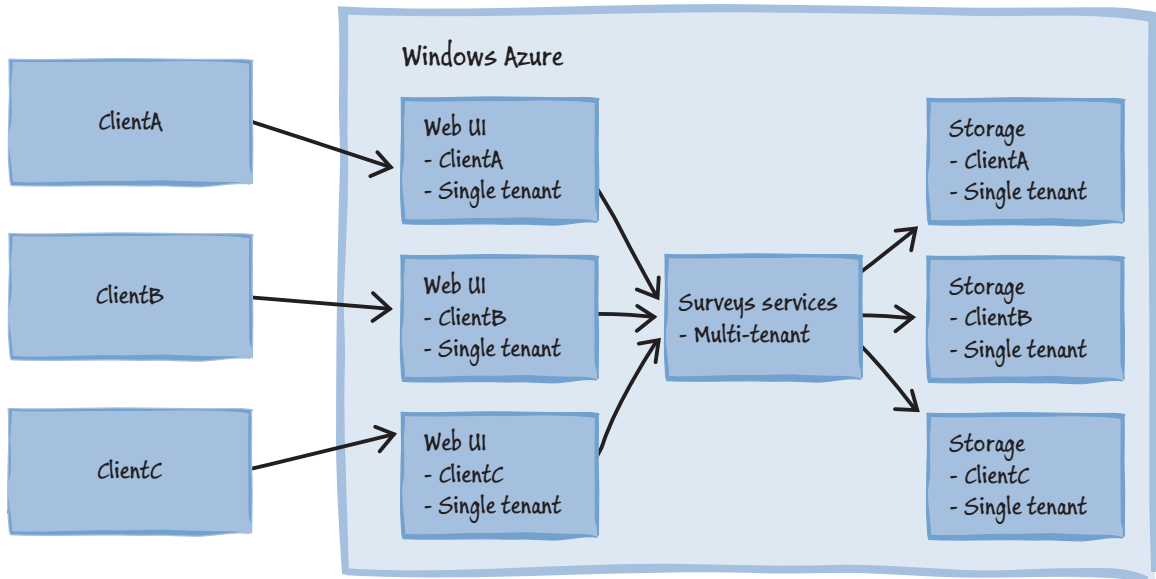 Windows Azure
ClientA
ClientB
ClientC
Web UI
- ClientA
- Single tenant
Web UI
- ClientB
- Single tenant
Web UI
- ClientC
- Single tenant
Surveys services
- Multi-tenant
Storage
- ClientA
- Single tenant
Storage
- ClientB
- Single tenant
Storage
- ClientC
- Single tenant